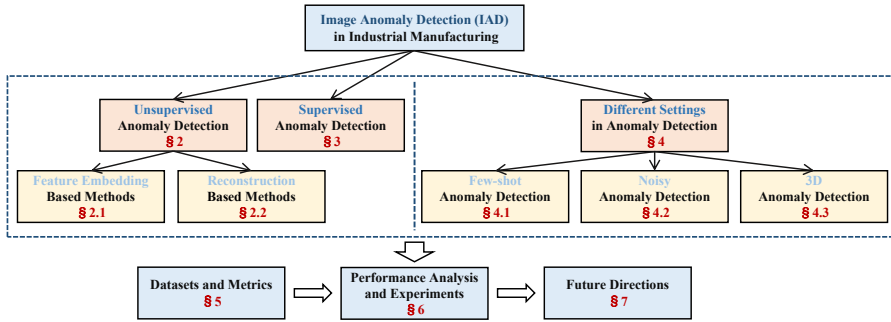 Image Anomaly Detection (IAD)
in Industrial Manufacturing
Unsupervised
Anomaly Detection
§ 2
Supervised
Anomaly Detection
§ 3
Different Settings
in Anomaly Detection
§ 4
Feature Embedding
Based Methods
§ 2.1
Reconstruction
Based Methods
§ 2.2
Few-shot
Anomaly Detection
§ 4.1
Noisy
Anomaly Detection
§ 4.2
3D
Anomaly Detection
§ 4.3
Datasets and Metrics
§ 5
Performance Analysis
and Experiments
§ 6
Future Directions
§ 7